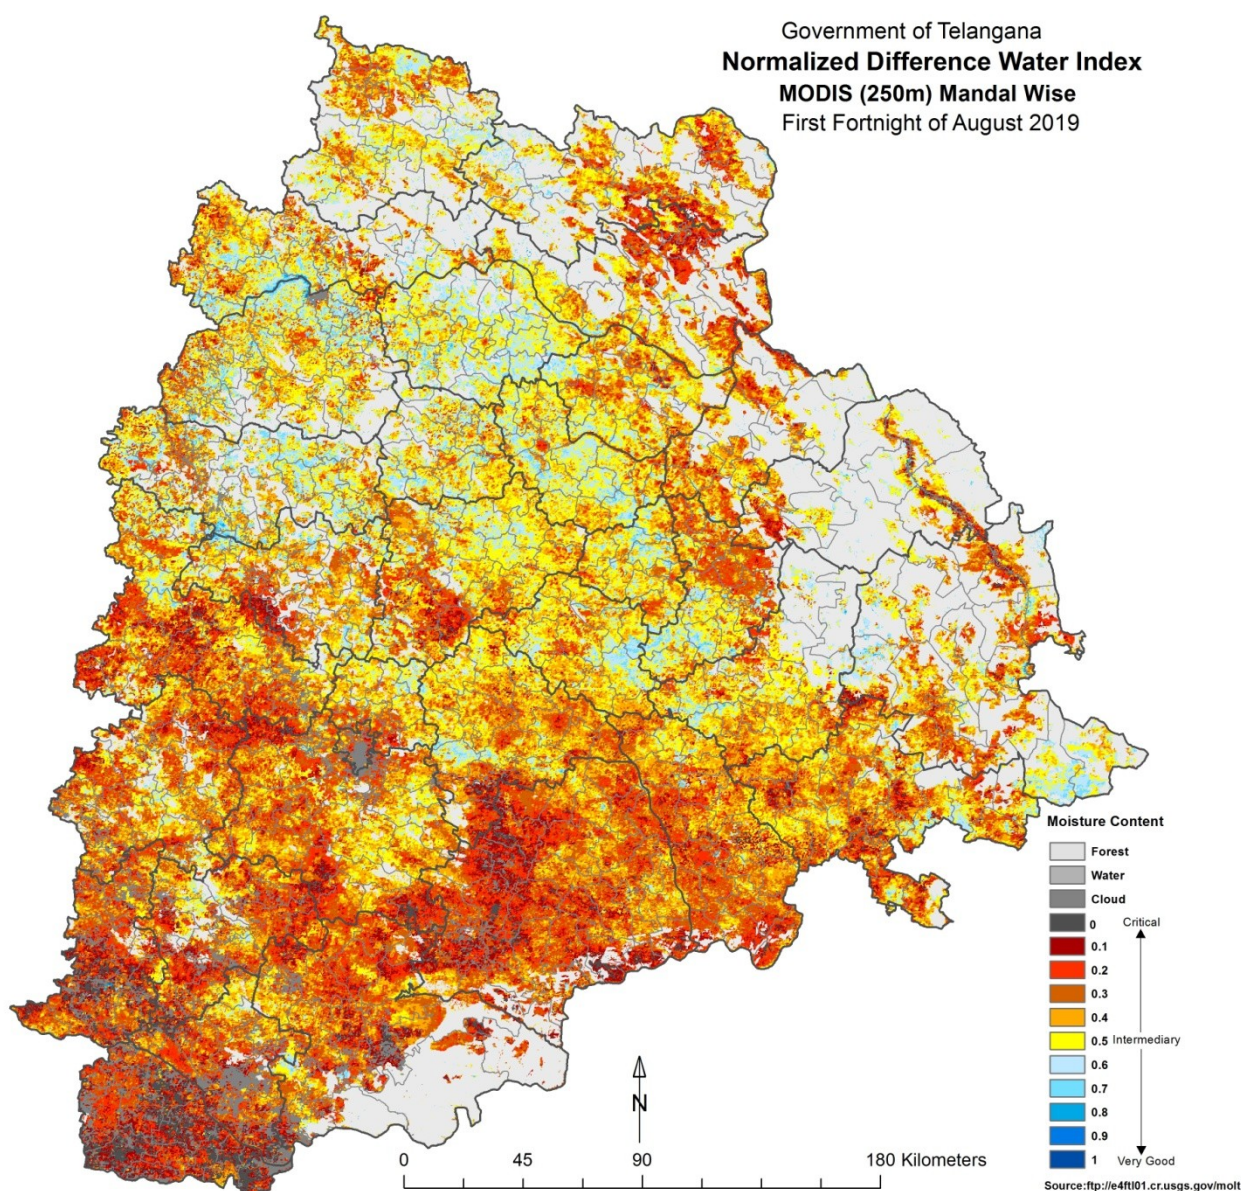 Government of Telangana
Normalized Difference Water Index
MODIS (250m) Mandal Wise
First Fortnight of August 2019
Moisture Content
Forest
Water
Cloud
0 Critical
0.1
0.2
0.3
0.4
0.5 Intermediary
0.6
0.7
0.8
0.9
1 Very Good
N
0 45 90 180 Kilometers
Source:ftp://e4ftl01.cr.usgs.gov/molt